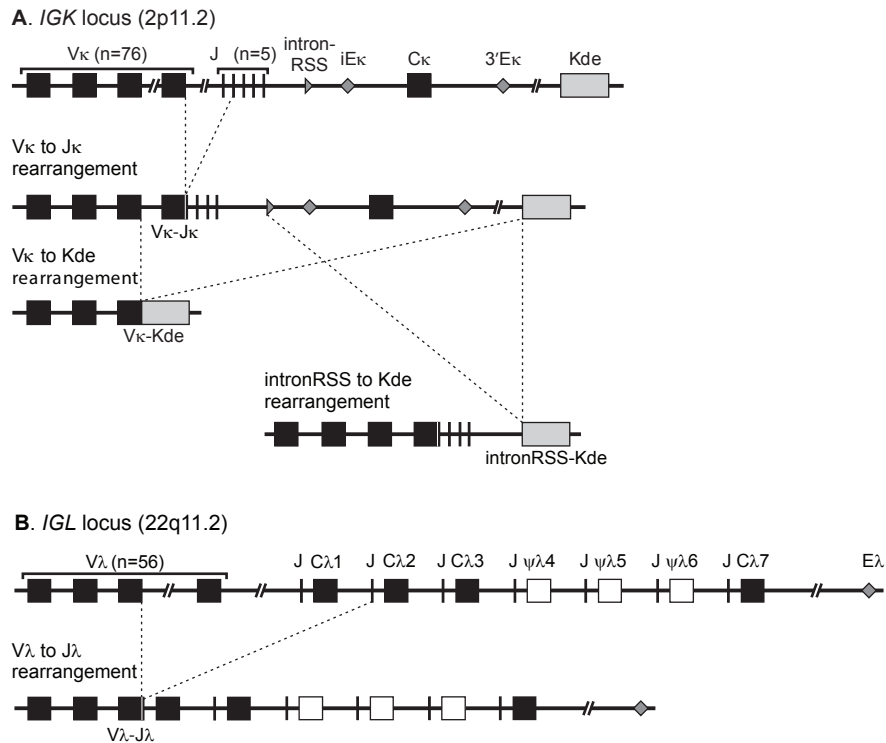 A. IGK locus (2p11.2)
Vκ (n=76)
J (n=5)
intron-
RSS
iEκ
Cκ
3′Eκ
Kde
Vκ to Jκ
rearrangement
Vκ-Jκ
Vκ to Kde
rearrangement
Vκ-Kde
intronRSS to Kde
rearrangement
intronRSS-Kde
B. IGL locus (22q11.2)
Vλ (n=56)
J Cλ1 J Cλ2 J Cλ3 J ψλ4 J ψλ5 J ψλ6 J Cλ7 Eλ
Vλ to Jλ
rearrangement
Vλ-Jλ